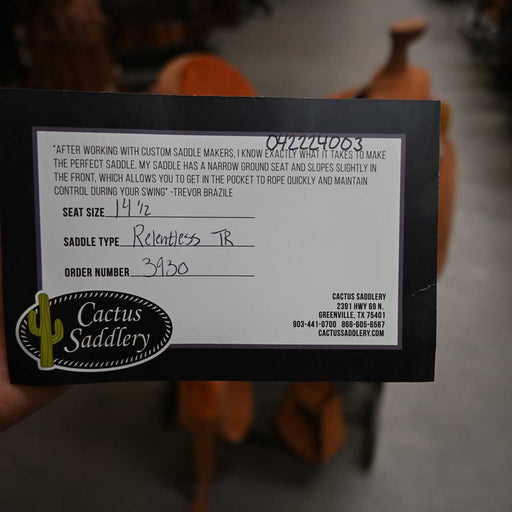 042224003
"AFTER WORKING WITH CUSTOM SADDLE MAKERS, I KNOW EXACTLY WHAT IT TAKES TO MAKE
THE PERFECT SADDLE. MY SADDLE HAS A NARROW GROUND SEAT AND SLOPES SLIGHTLY IN
THE FRONT, WHICH ALLOWS YOU TO GET IN THE POCKET TO ROPE QUICKLY AND MAINTAIN
CONTROL DURING YOUR SWING" -TREVOR BRAZILE
SEAT SIZE 14 1/2
SADDLE TYPE Relentless TR
ORDER NUMBER 3930
Cactus
Saddlery
CACTUS SADDLERY
2391 HWY 69 N.
GREENVILLE, TX 75401
903-441-0700 866-605-6567
CACTUSSADDLERY.COM